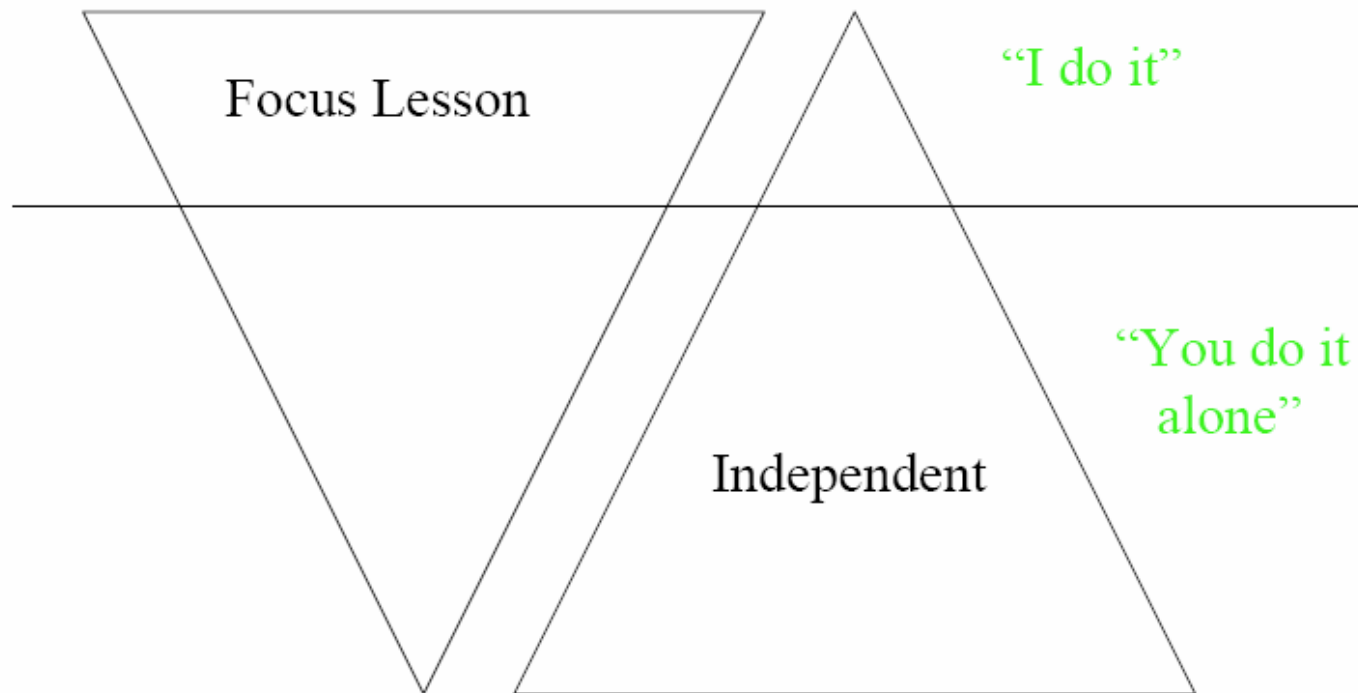 Focus Lesson
“I do it”
“You do it
alone”
Independent